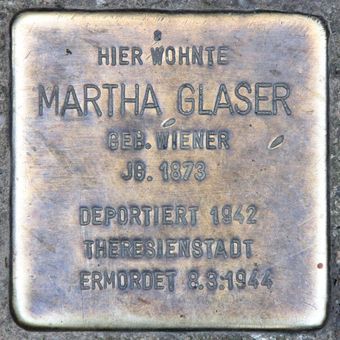 HIER WOHNTE
MARTHA GLASER
GEB. WIENER
JG. 1873
DEPORTIERT 1942
THERESIENSTADT
ERMORDET 8.3.1944